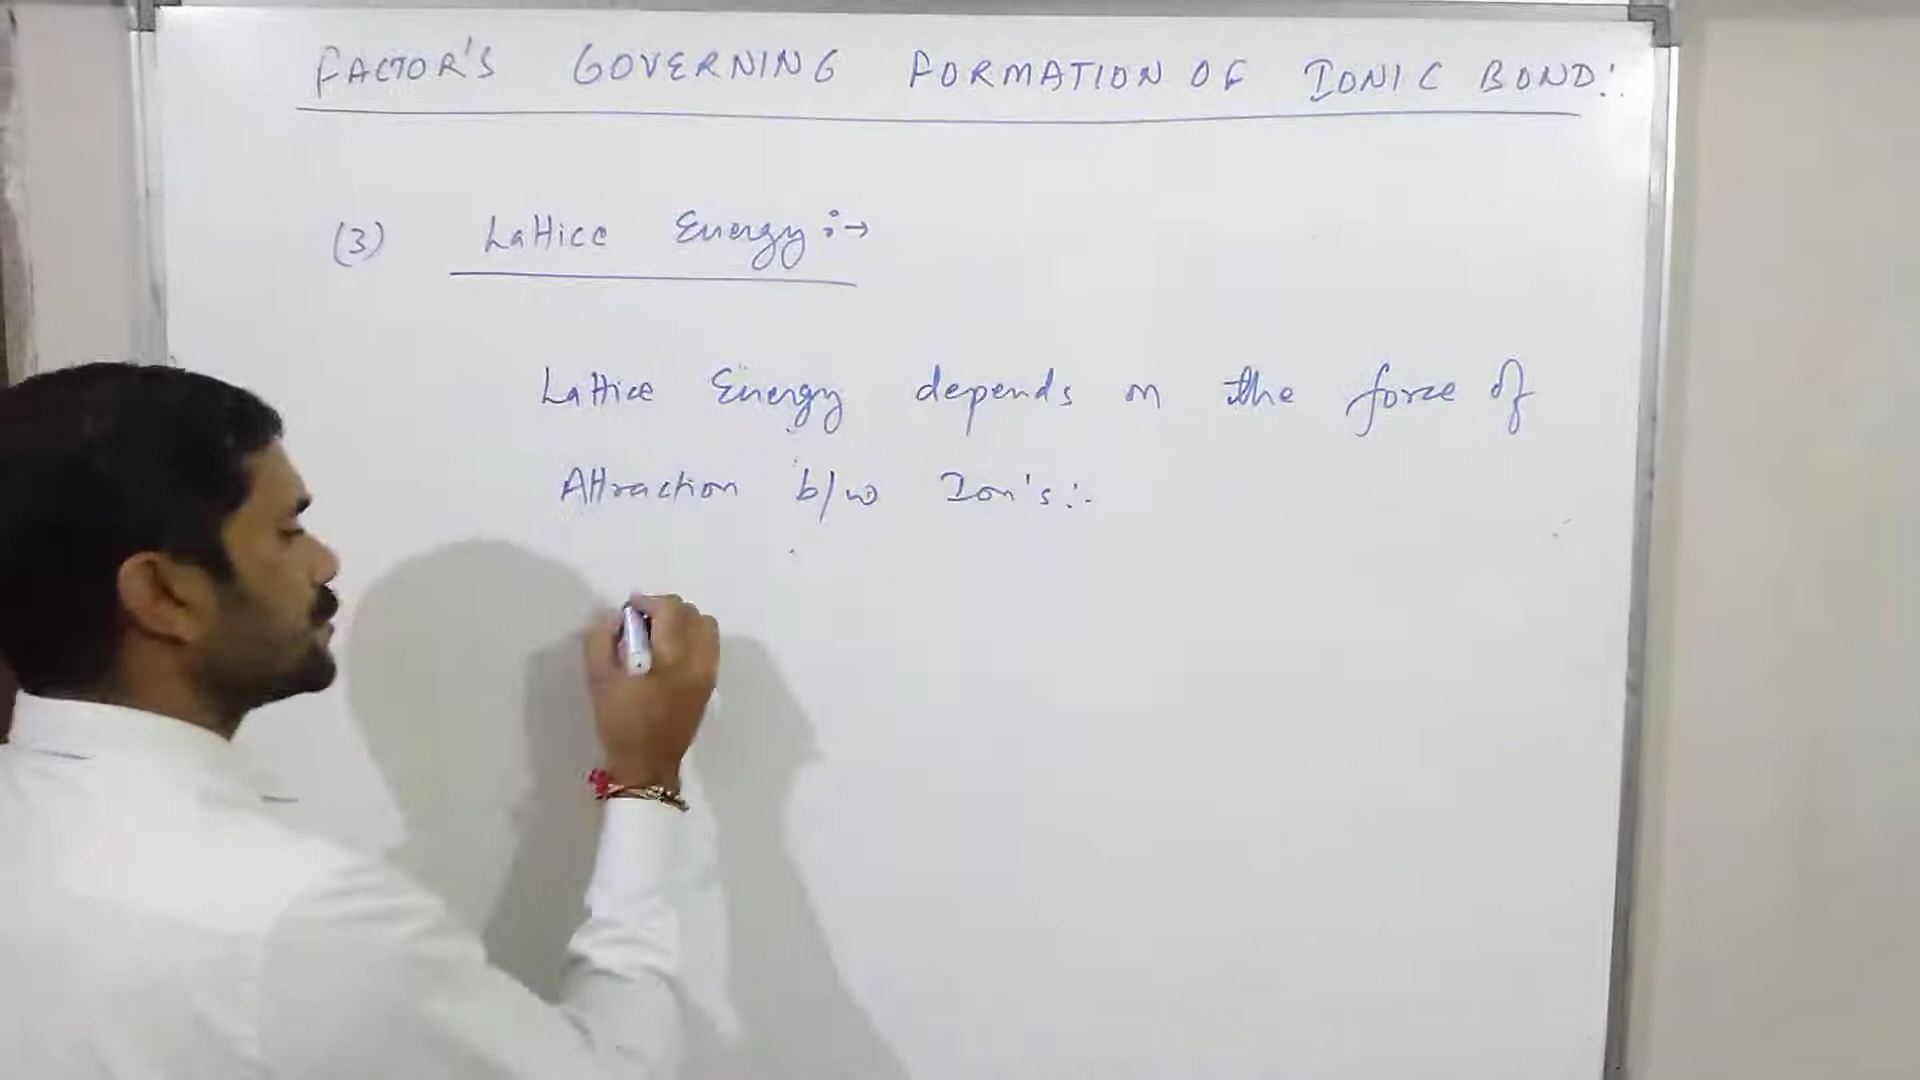 FACTOR'S GOVERNING FORMATION OF IONIC BOND:
(3) Lattice Energy :→
Lattice Energy depends on the force of
Attraction b/w Ion's :-